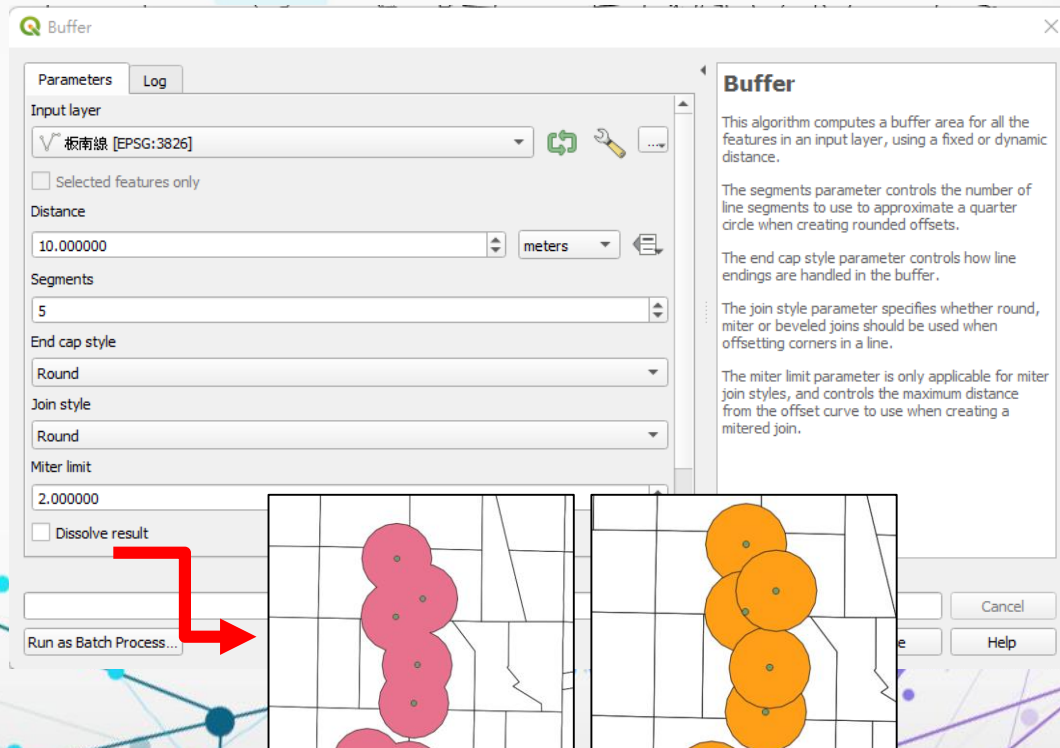 Buffer
Parameters
Log
Input layer
板南線 [EPSG:3826]
...
Selected features only
Distance
10.000000
meters
Segments
5
End cap style
Round
Join style
Round
Miter limit
2.000000
Dissolve result
Run as Batch Process...
Buffer
This algorithm computes a buffer area for all the
features in an input layer, using a fixed or dynamic
distance.
The segments parameter controls the number of
line segments to use to approximate a quarter
circle when creating rounded offsets.
The end cap style parameter controls how line
endings are handled in the buffer.
The join style parameter specifies whether round,
miter or beveled joins should be used when
offsetting corners in a line.
The miter limit parameter is only applicable for miter
join styles, and controls the maximum distance
from the offset curve to use when creating a
mitered join.
Cancel
Help